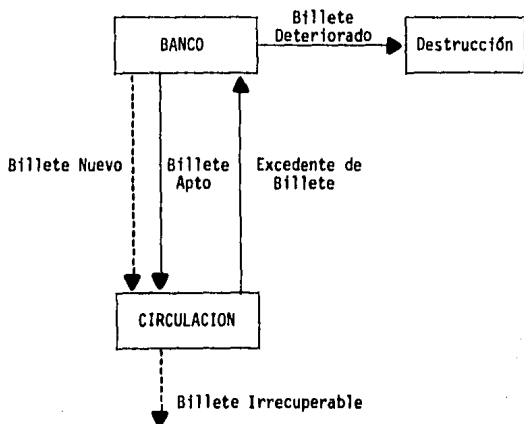 Billete
Deteriorado
BANCO
Destrucción
Billete Nuevo
Billete
Apto
Excedente de
Billete
CIRCULACION
Billete Irrecuperable